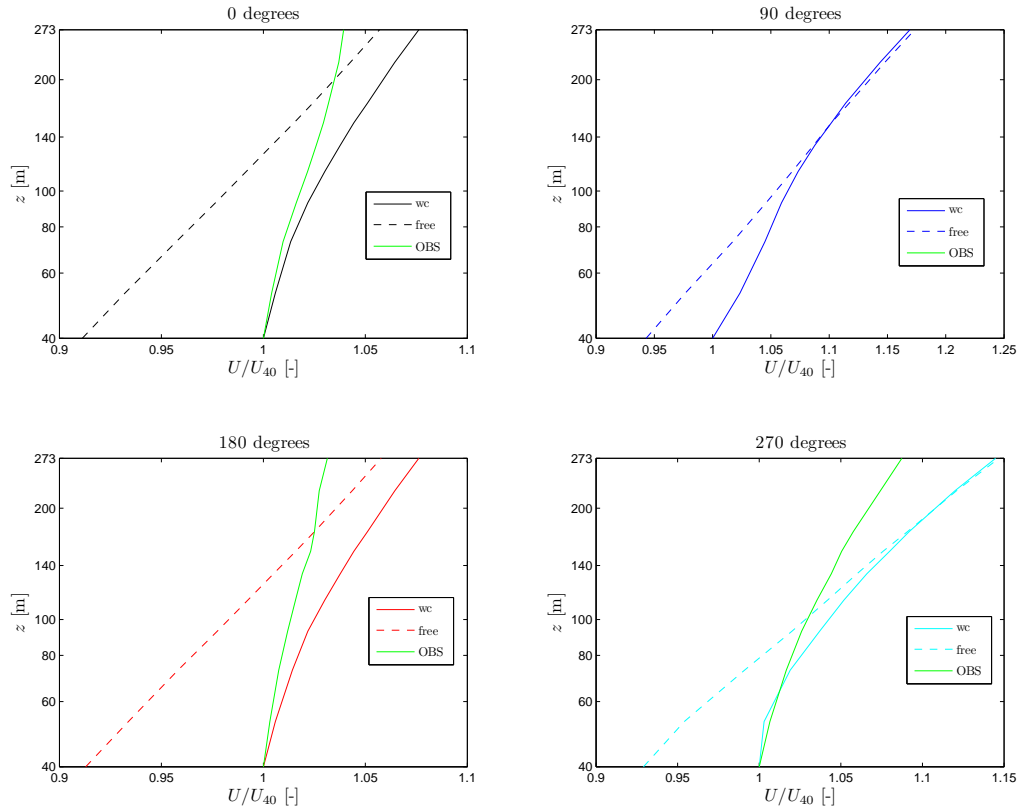 0 degrees
273
200
140
100
80
60
40
z [m]
0.9
0.95
1
1.05
1.1
U/U40 [-]
wc
free
OBS
90 degrees
273
200
140
100
80
60
40
z [m]
0.9
0.95
1
1.05
1.1
1.15
1.2
1.25
U/U40 [-]
wc
free
OBS
180 degrees
273
200
140
100
80
60
40
z [m]
0.9
0.95
1
1.05
1.1
U/U40 [-]
wc
free
OBS
270 degrees
273
200
140
100
80
60
40
z [m]
0.9
0.95
1
1.05
1.1
1.15
U/U40 [-]
wc
free
OBS